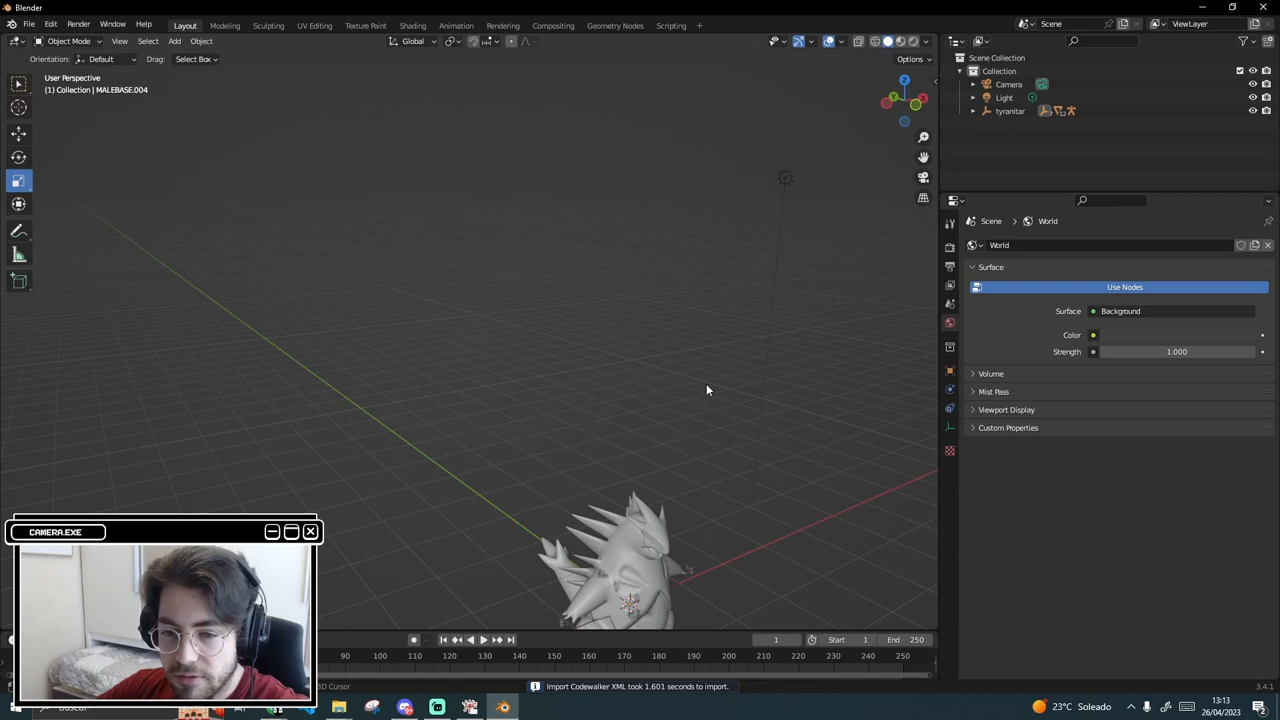 Blender
File Edit Render Window Help Layout Modeling Sculpting UV Editing Texture Paint Shading Animation Rendering Compositing Geometry Nodes Scripting + Scene ViewLayer
Object Mode View Select Add Object Global
Orientation: Default Drag: Select Box Options
User Perspective
(1) Collection | MALEBASE.004
Z
Y
X
Scene Collection
Collection
Camera
Light
tyranitar
12
Scene > World
World
Surface
Use Nodes
Surface Background
Color
Strength 1.000
Volume
Mist Pass
Viewport Display
Custom Properties
CAMERA.EXE
1 Start 1 End 250
90 100 110 120 130 140 150 160 170 180 190 200 210 220 230 240 250
3D Cursor Import Codewalker XML took 1.601 seconds to import. 3.4.1
Buscar
23°C Soleado
13:13
26/04/2023